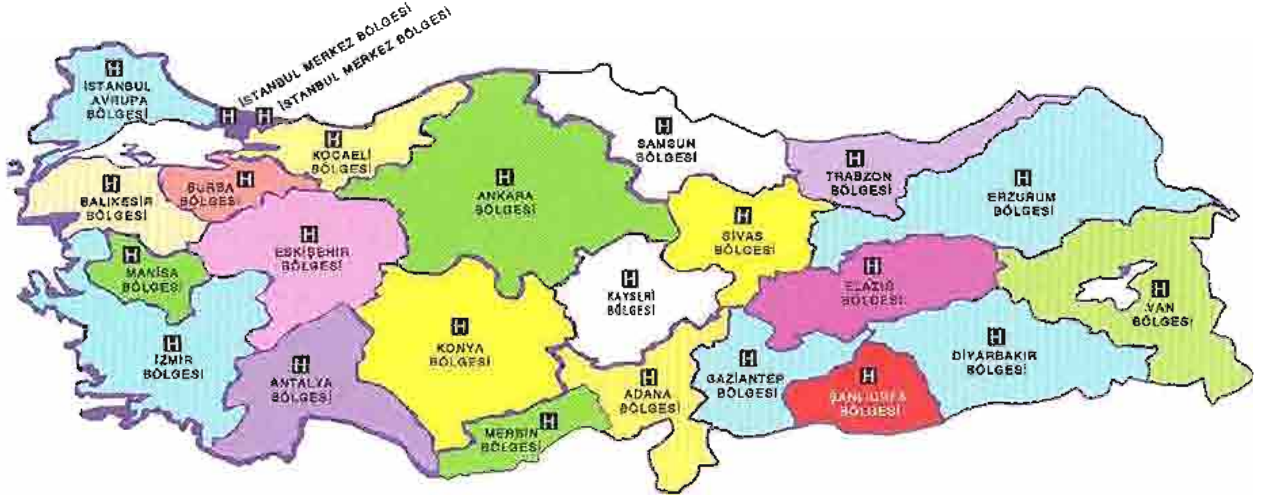 İSTANBUL MERKEZ BÖLGESİ
İSTANBUL MERKEZ BÖLGESİ
H
İSTANBUL
AVRUPA
BÖLGESİ
H
H
H
KOCAELİ
BÖLGESİ
H
SAMSUN
BÖLGESİ
H
TRABZON
BÖLGESİ
H
ERZURUM
BÖLGESİ
H
BALIKESİR
BÖLGESİ
H
BURSA
BÖLGESİ
H
ANKARA
BÖLGESİ
H
SİVAS
BÖLGESİ
H
ESKİŞEHİR
BÖLGESİ
H
MANİSA
BÖLGESİ
H
KAYSERİ
BÖLGESİ
H
ELAZIĞ
BÖLGESİ
H
VAN
BÖLGESİ
H
İZMİR
BÖLGESİ
H
ANTALYA
BÖLGESİ
H
KONYA
BÖLGESİ
H
MERSİN
BÖLGESİ
H
ADANA
BÖLGESİ
H
GAZİANTEP
BÖLGESİ
H
ŞANLIURFA
BÖLGESİ
H
DİYARBAKIR
BÖLGESİ